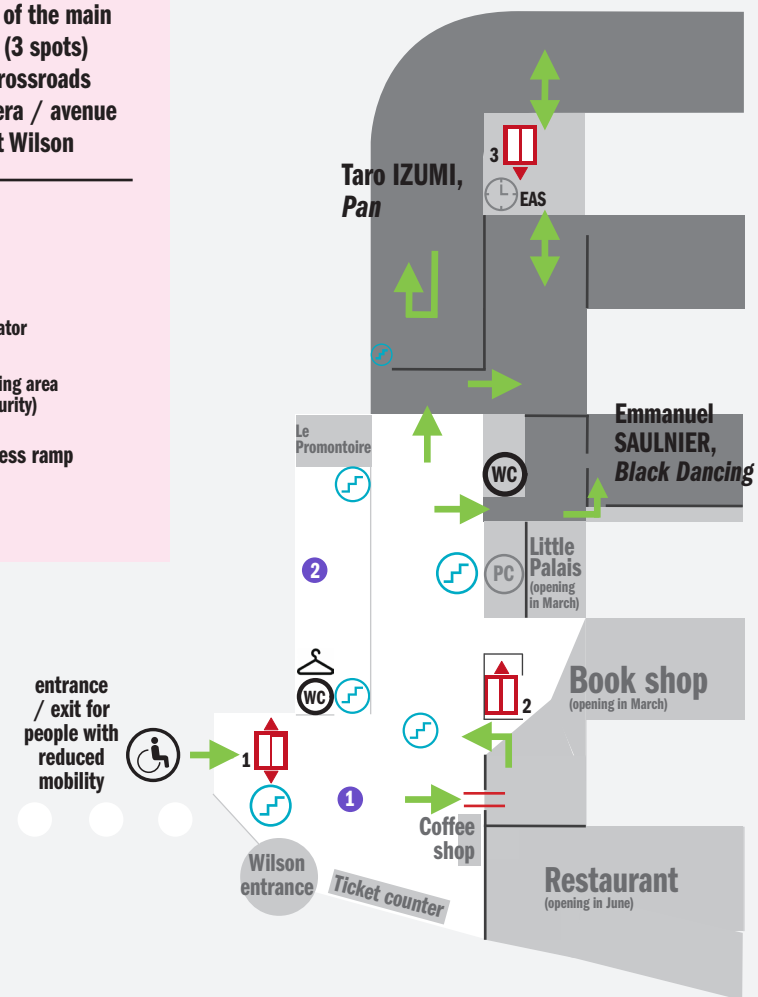 of the main
(3 spots)
rossroads
era / avenue
t Wilson
ator
ing area
urity)
ess ramp
3
EAS
Taro IZUMI,
Pan
Emmanuel
SAULNIER,
Black Dancing
Le
Promontoire
WC
2
PC
Little
Palais
(opening
in March)
WC
2
Book shop
(opening in March)
entrance
/ exit for
people with
reduced
mobility
1
1
Coffee
shop
Wilson
entrance
Ticket counter
Restaurant
(opening in June)